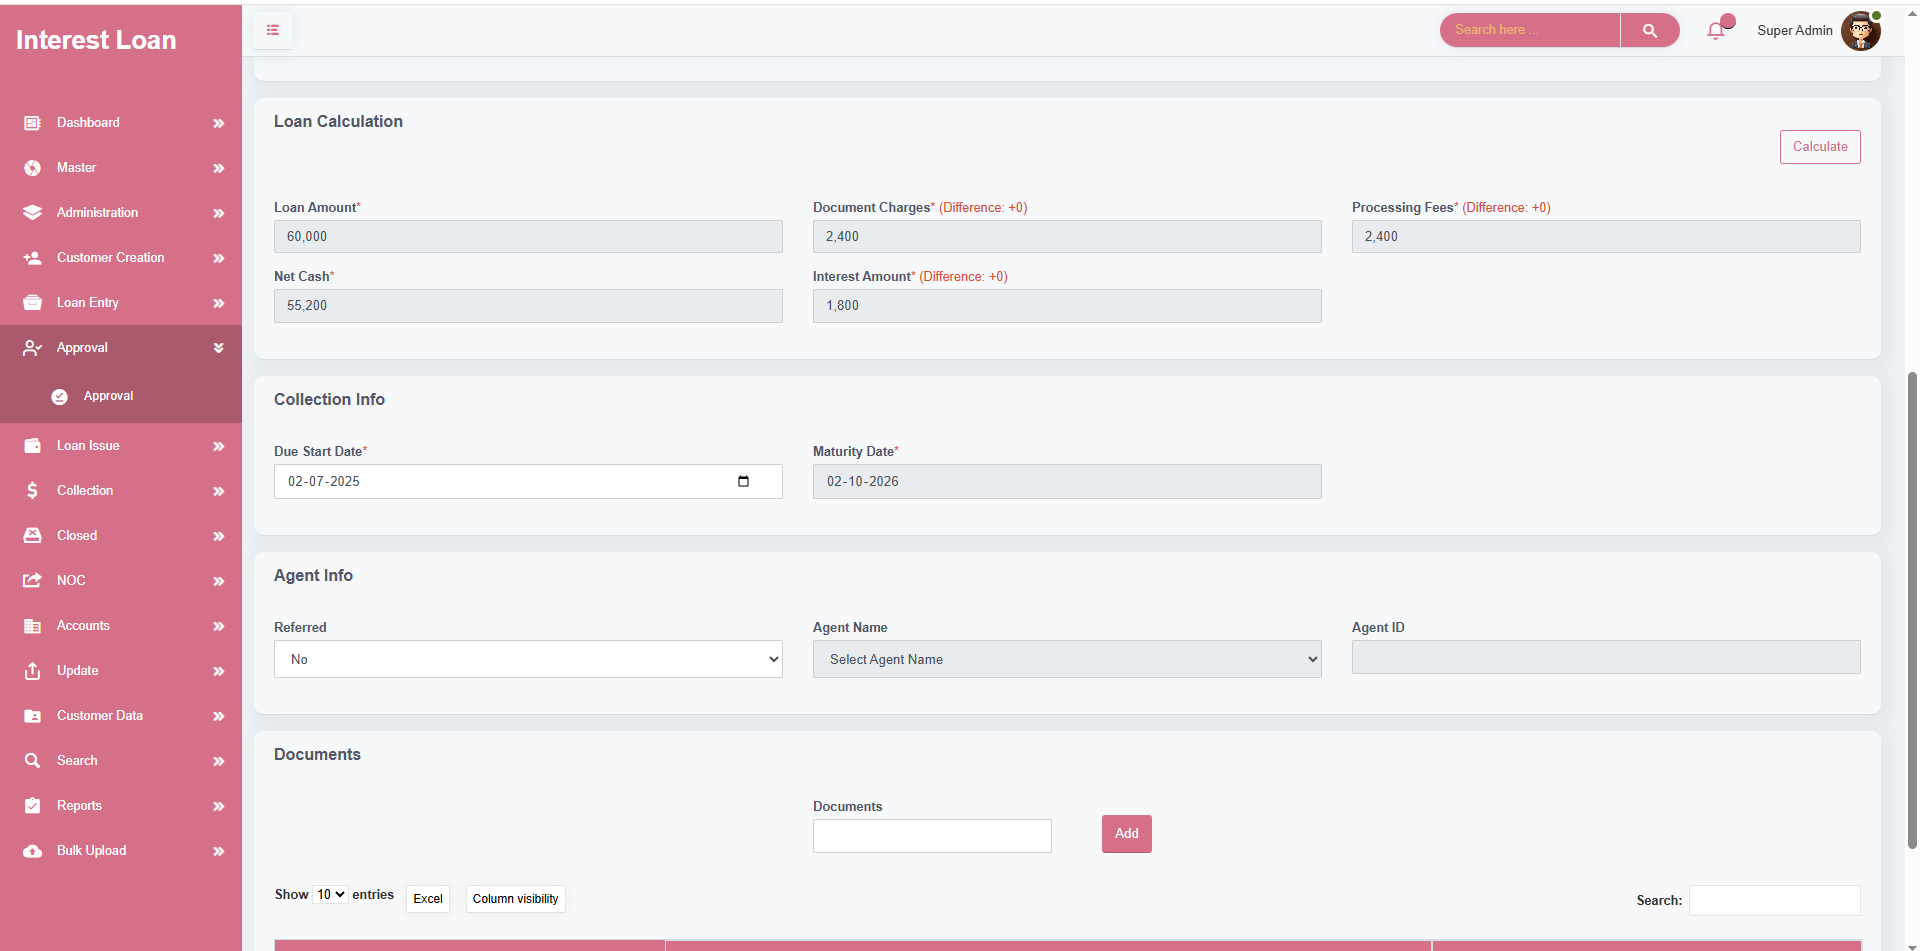 Interest Loan
Search here ...
Super Admin
Dashboard
Master
Administration
Customer Creation
Loan Entry
Approval
Approval
Loan Issue
Collection
Closed
NOC
Accounts
Update
Customer Data
Search
Reports
Bulk Upload
Loan Calculation
Calculate
Loan Amount* Document Charges* (Difference: +0) Processing Fees* (Difference: +0)
60,000 2,400 2,400
Net Cash* Interest Amount* (Difference: +0)
55,200 1,800
Collection Info
Due Start Date* Maturity Date*
02-07-2025 02-10-2026
Agent Info
Referred Agent Name Agent ID
No Select Agent Name
Documents
Documents
Add
Show 10 entries Excel Column visibility Search: